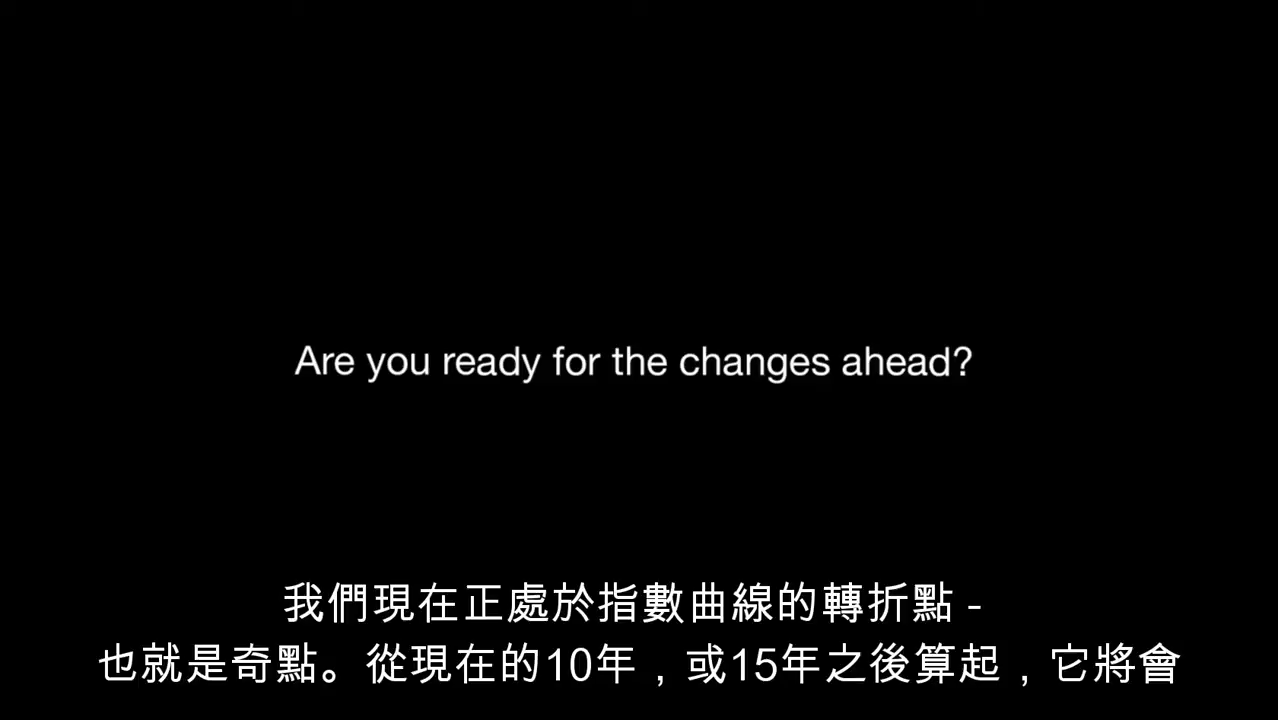 Are you ready for the changes ahead?
我們現在正處於指數曲線的轉折點 -
也就是奇點。從現在的10年，或15年之後算起，它將會